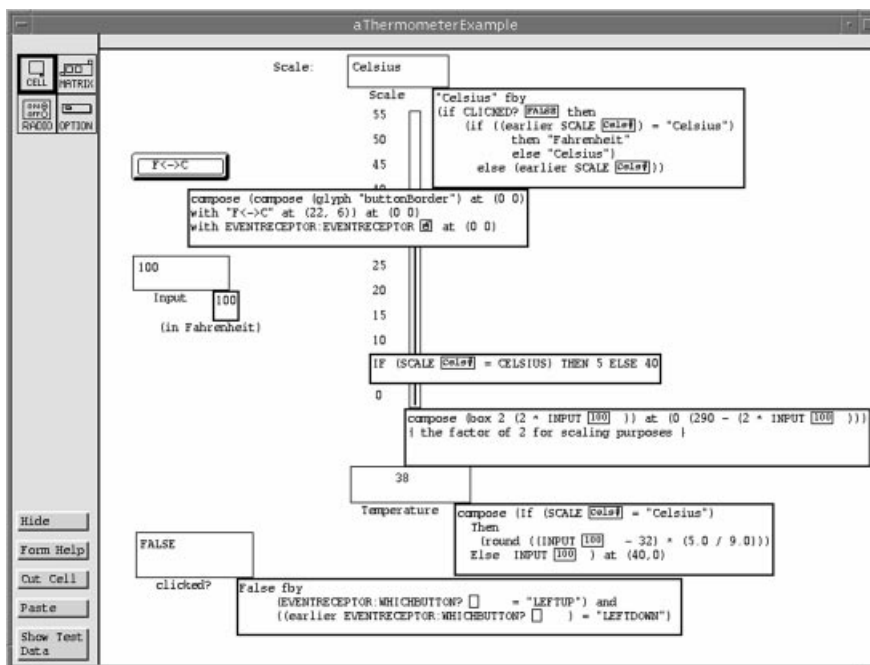 aThermometerExample
CELL MATRIX
RADIO OPTION
Scale: Celsius
Scale
"Celsius" fby
(if CLICKED? FALSE then
(if ((earlier SCALE Cels) = "Celsius")
then "Fahrenheit"
else "Celsius")
else (earlier SCALE Cels))
55
50
45
F<->C
compose (compose (glyph "buttonBorder") at (0 0)
with "F<->C" at (22, 6)) at (0 0)
with EVENTRECEPTOR:EVENTRECEPTOR at (0 0)
100
Input 100
(in Fahrenheit)
25
20
15
10
IF (SCALE Cels = CELSIUS) THEN 5 ELSE 40
0
compose (box 2 (2 * INPUT 100 )) at (0 (290 - (2 * INPUT 100 )))
{ the factor of 2 for scaling purposes }
38
Temperature
compose (If (SCALE Cels = "Celsius")
Then
(round ((INPUT 100 - 32) * (5.0 / 9.0)))
Else INPUT 100 ) at (40,0)
FALSE
clicked?
False fby
(EVENTRECEPTOR:WHICHBUTTON? = "LEFTUP") and
((earlier EVENTRECEPTOR:WHICHBUTTON? ) = "LEFTDOWN")
Hide
Form Help
Cut Cell
Paste
Show Test
Data